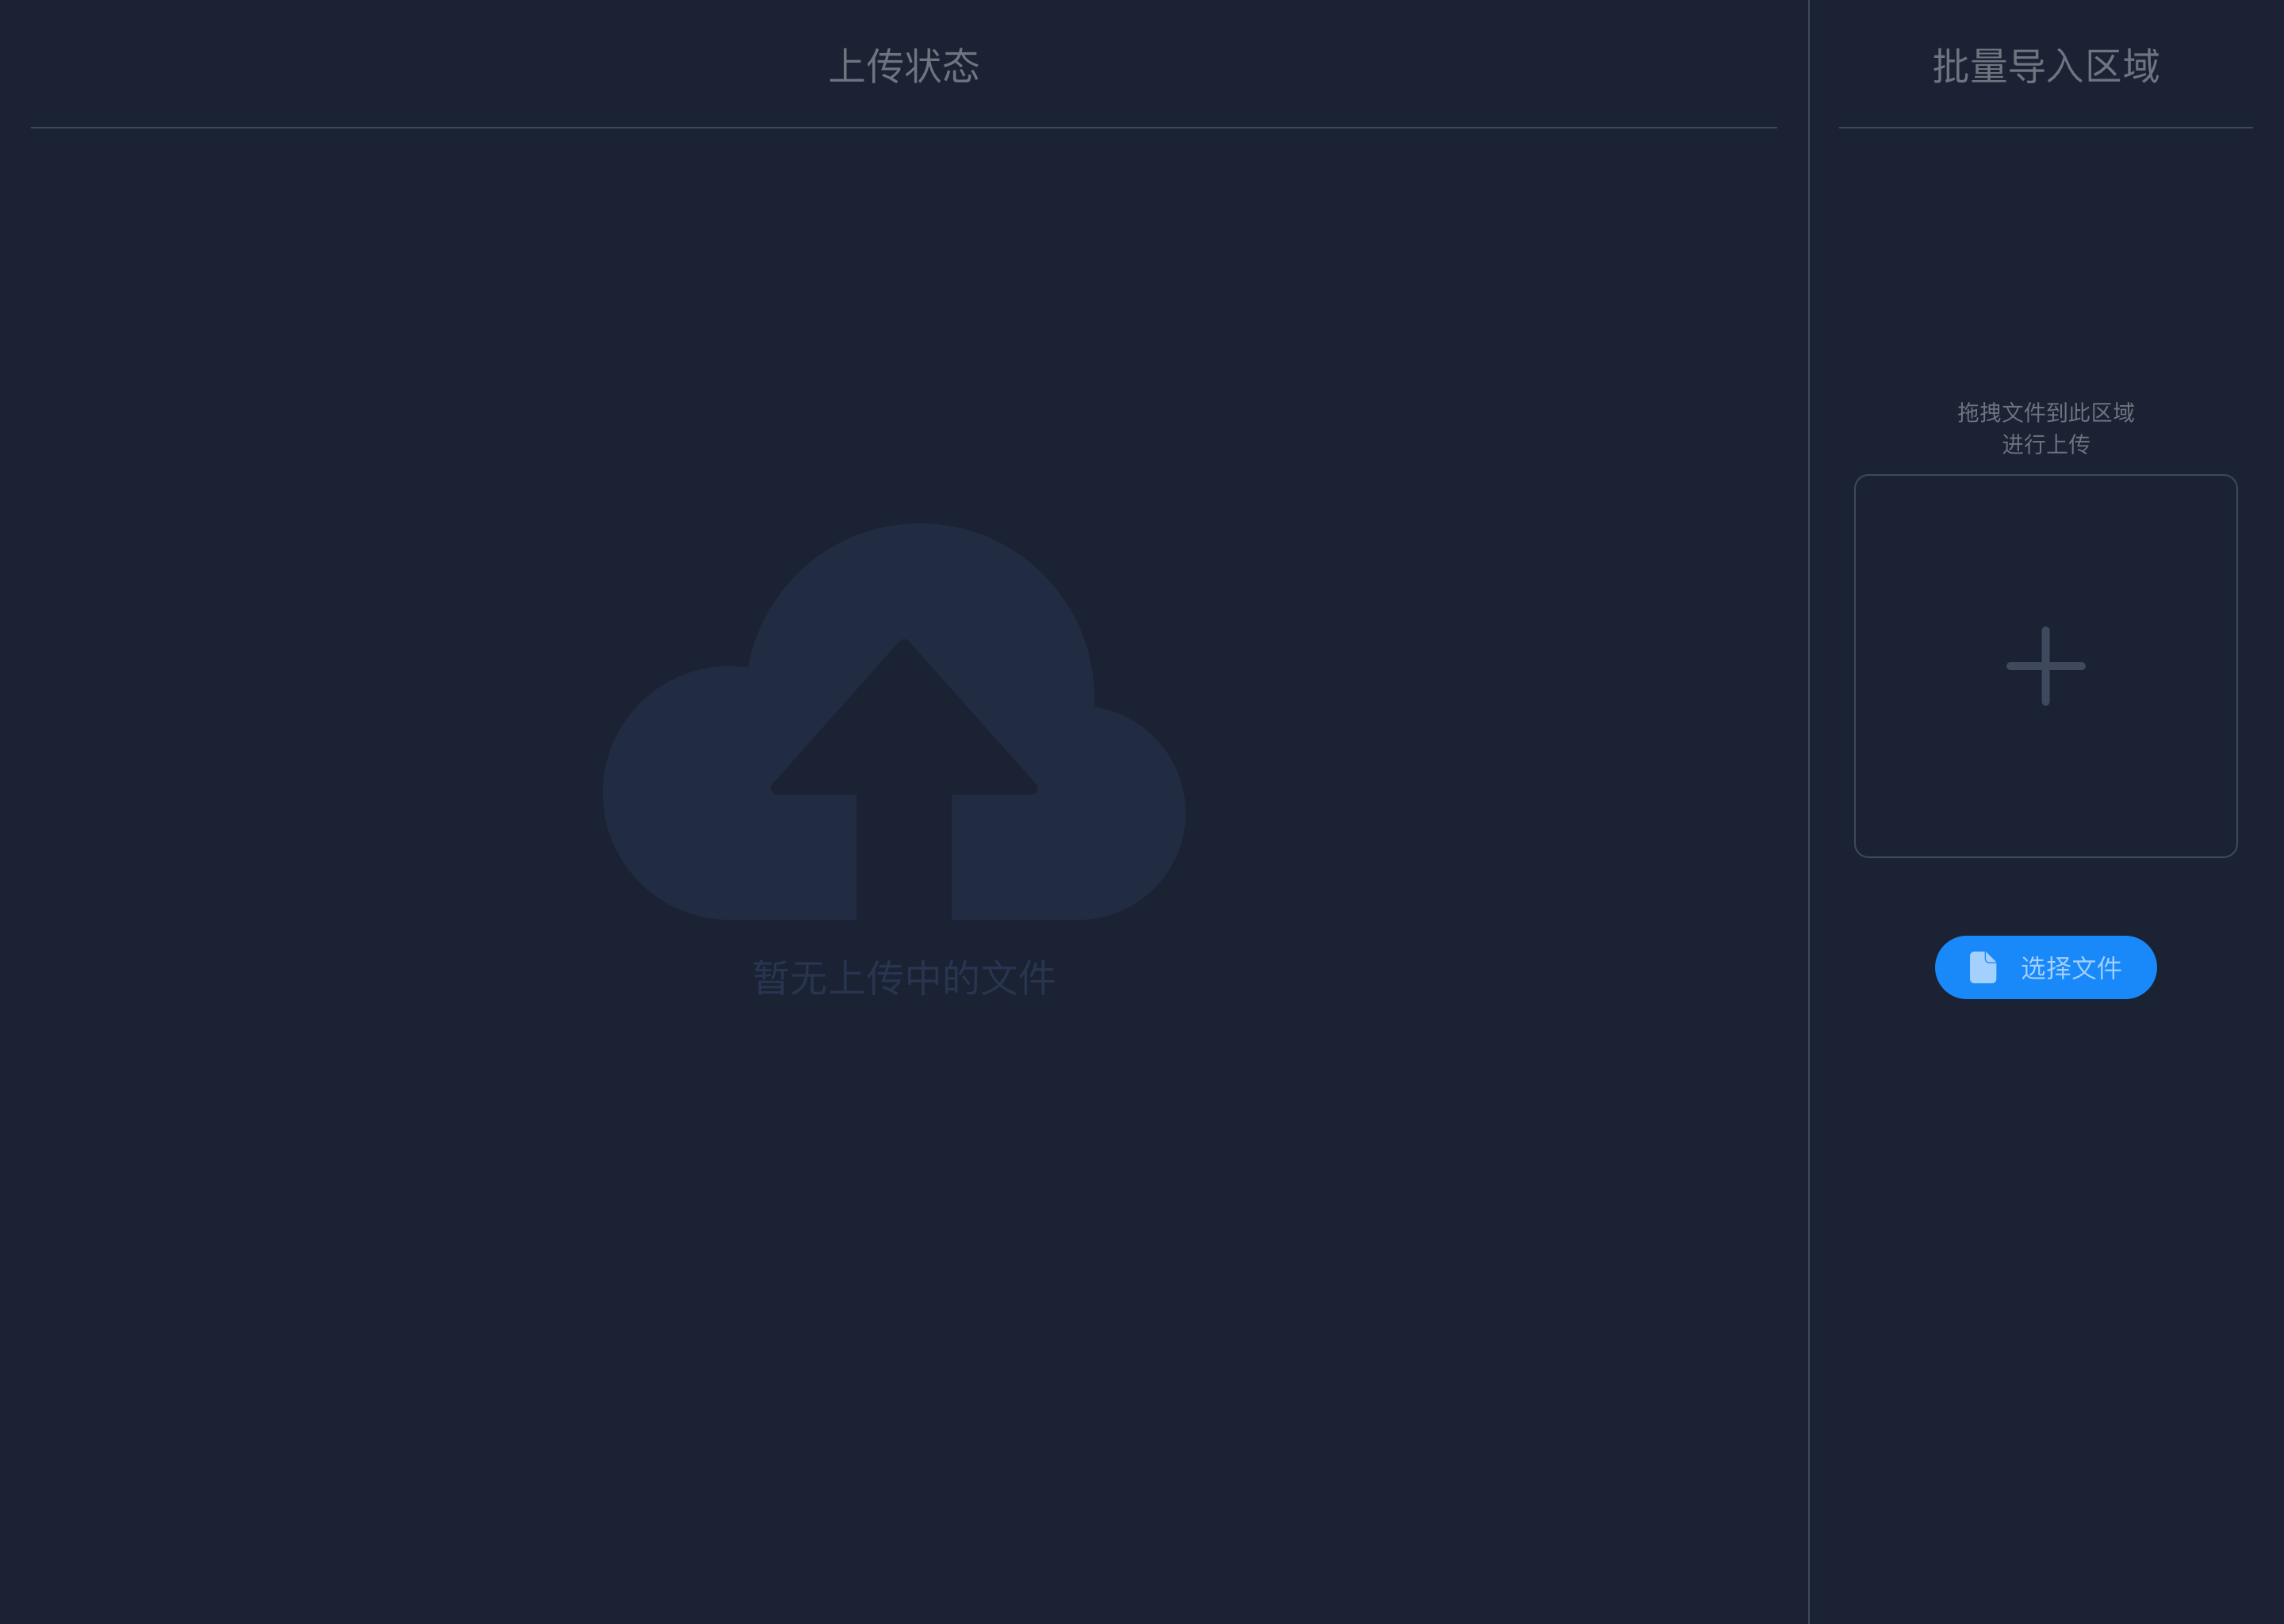 上传状态
暂无上传中的文件
批量导入区域
拖拽文件到此区域
进行上传
选择文件